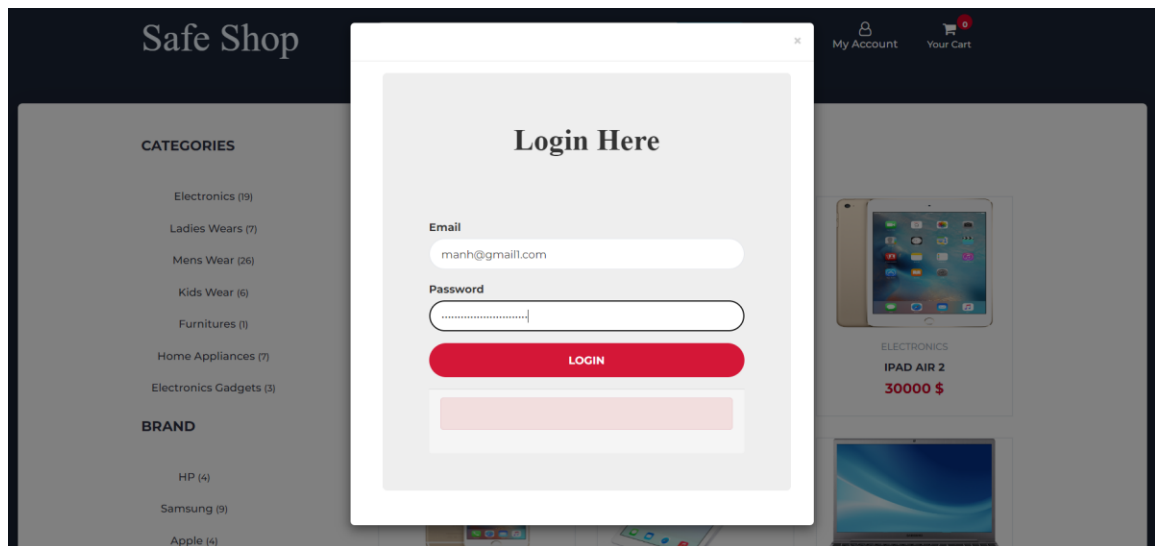 Safe Shop
×
My Account
0
Your Cart
CATEGORIES
Electronics (19)
Ladies Wears (7)
Mens Wear (26)
Kids Wear (6)
Furnitures (1)
Home Appliances (7)
Electronics Gadgets (3)
BRAND
HP (4)
Samsung (9)
Apple (4)
Login Here
Email
manh@gmail1.com
Password
LOGIN
ELECTRONICS
IPAD AIR 2
30000 $